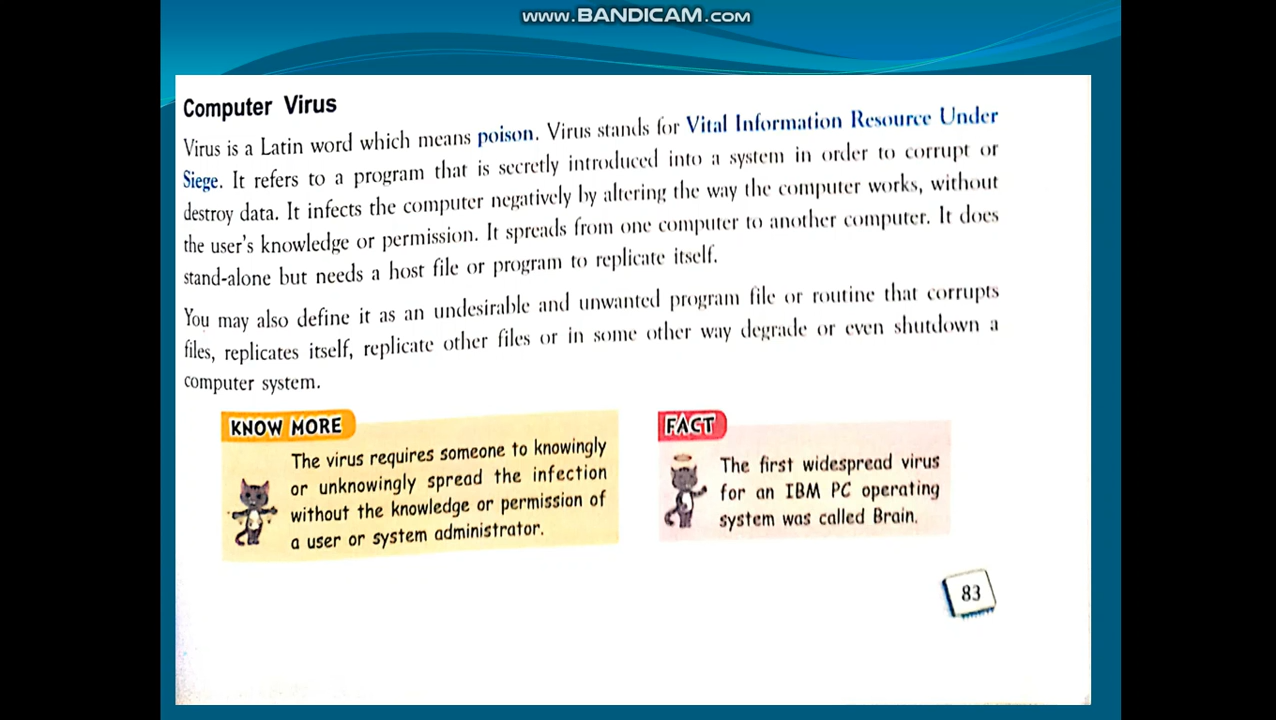 www.BANDICAM.com
Computer Virus
Virus is a Latin word which means poison. Virus stands for Vital Information Resource Under
Siege. It refers to a program that is secretly introduced into a system in order to corrupt or
destroy data. It infects the computer negatively by altering the way the computer works, without
the user's knowledge or permission. It spreads from one computer to another computer. It does
stand-alone but needs a host file or program to replicate itself.
You may also define it as an undesirable and unwanted program file or routine that corrupts
files, replicates itself, replicate other files or in some other way degrade or even shutdown a
computer system.
KNOW MORE
The virus requires someone to knowingly
or unknowingly spread the infection
without the knowledge or permission of
a user or system administrator.
FACT
The first widespread virus
for an IBM PC operating
system was called Brain.
83